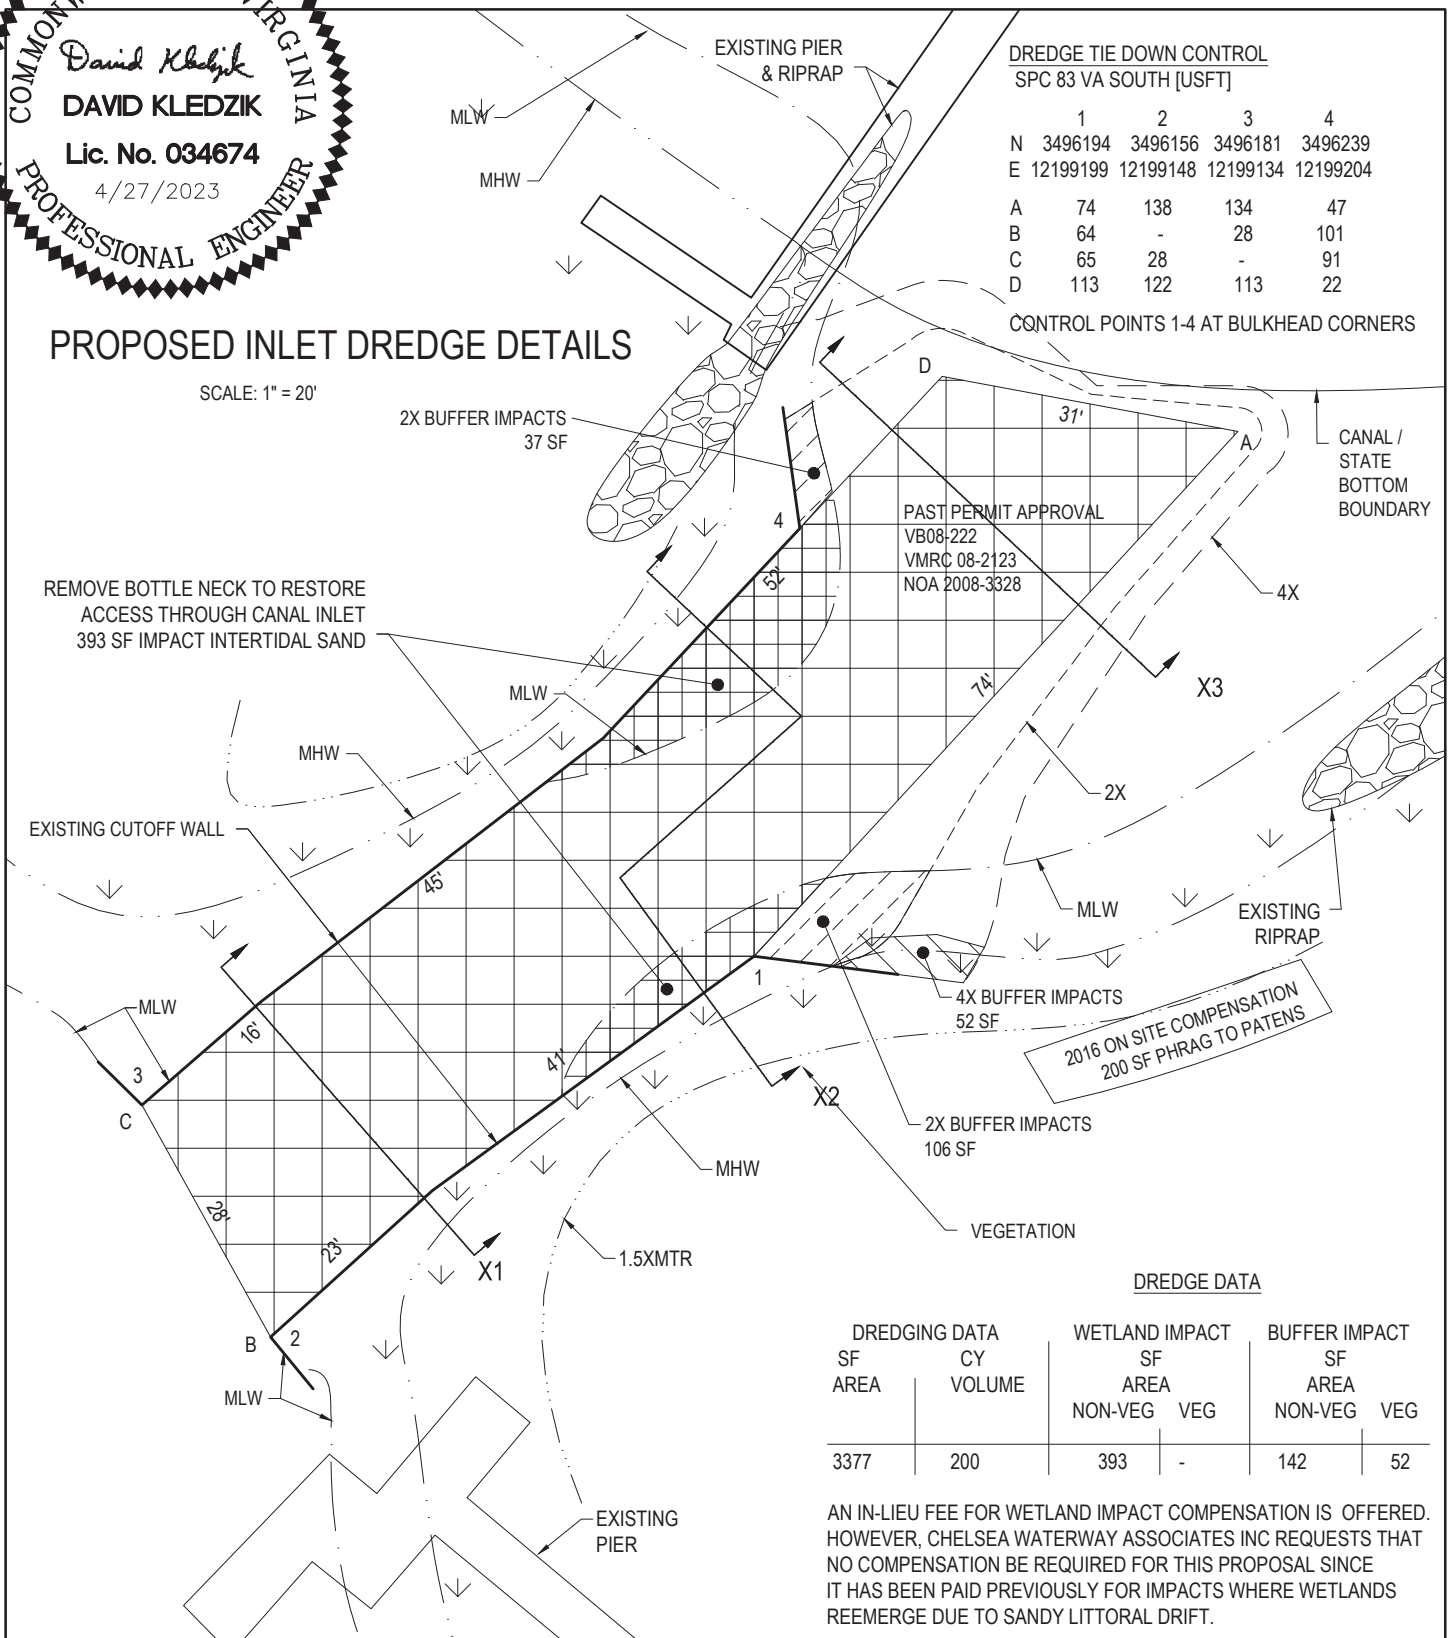 COMMONW
VIRGINIA
David Kledzik
DAVID KLEDZIK
Lic. No. 034674
4/27/2023
PROFESSIONAL ENGINEER
PROPOSED INLET DREDGE DETAILS
SCALE: 1" = 20'
EXISTING PIER
& RIPRAP
MLW
MHW
DREDGE TIE DOWN CONTROL
SPC 83 VA SOUTH [USFT]
1 2 3 4
N 3496194 3496156 3496181 3496239
E 12199199 12199148 12199134 12199204
A 74 138 134 47
B 64 - 28 101
C 65 28 - 91
D 113 122 113 22
CONTROL POINTS 1-4 AT BULKHEAD CORNERS
2X BUFFER IMPACTS
37 SF
D
31'
A
CANAL /
STATE
BOTTOM
BOUNDARY
4
PAST PERMIT APPROVAL
VB08-222
VMRC 08-2123
NOA 2008-3328
52'
4X
REMOVE BOTTLE NECK TO RESTORE
ACCESS THROUGH CANAL INLET
393 SF IMPACT INTERTIDAL SAND
MLW
74'
X3
MHW
2X
EXISTING CUTOFF WALL
45'
MLW
EXISTING
RIPRAP
1
4X BUFFER IMPACTS
52 SF
2016 ON SITE COMPENSATION
200 SF PHRAG TO PATENS
MLW
16'
41'
3
C
X2
2X BUFFER IMPACTS
106 SF
MHW
28'
23'
VEGETATION
X1
1.5XMTR
B
2
MLW
EXISTING
PIER
DREDGE DATA
DREDGING DATA WETLAND IMPACT BUFFER IMPACT
SF CY SF SF
AREA VOLUME AREA AREA
NON-VEG VEG NON-VEG VEG
3377 200 393 - 142 52
AN IN-LIEU FEE FOR WETLAND IMPACT COMPENSATION IS OFFERED.
HOWEVER, CHELSEA WATERWAY ASSOCIATES INC REQUESTS THAT
NO COMPENSATION BE REQUIRED FOR THIS PROPOSAL SINCE
IT HAS BEEN PAID PREVIOUSLY FOR IMPACTS WHERE WETLANDS
REEMERGE DUE TO SANDY LITTORAL DRIFT.